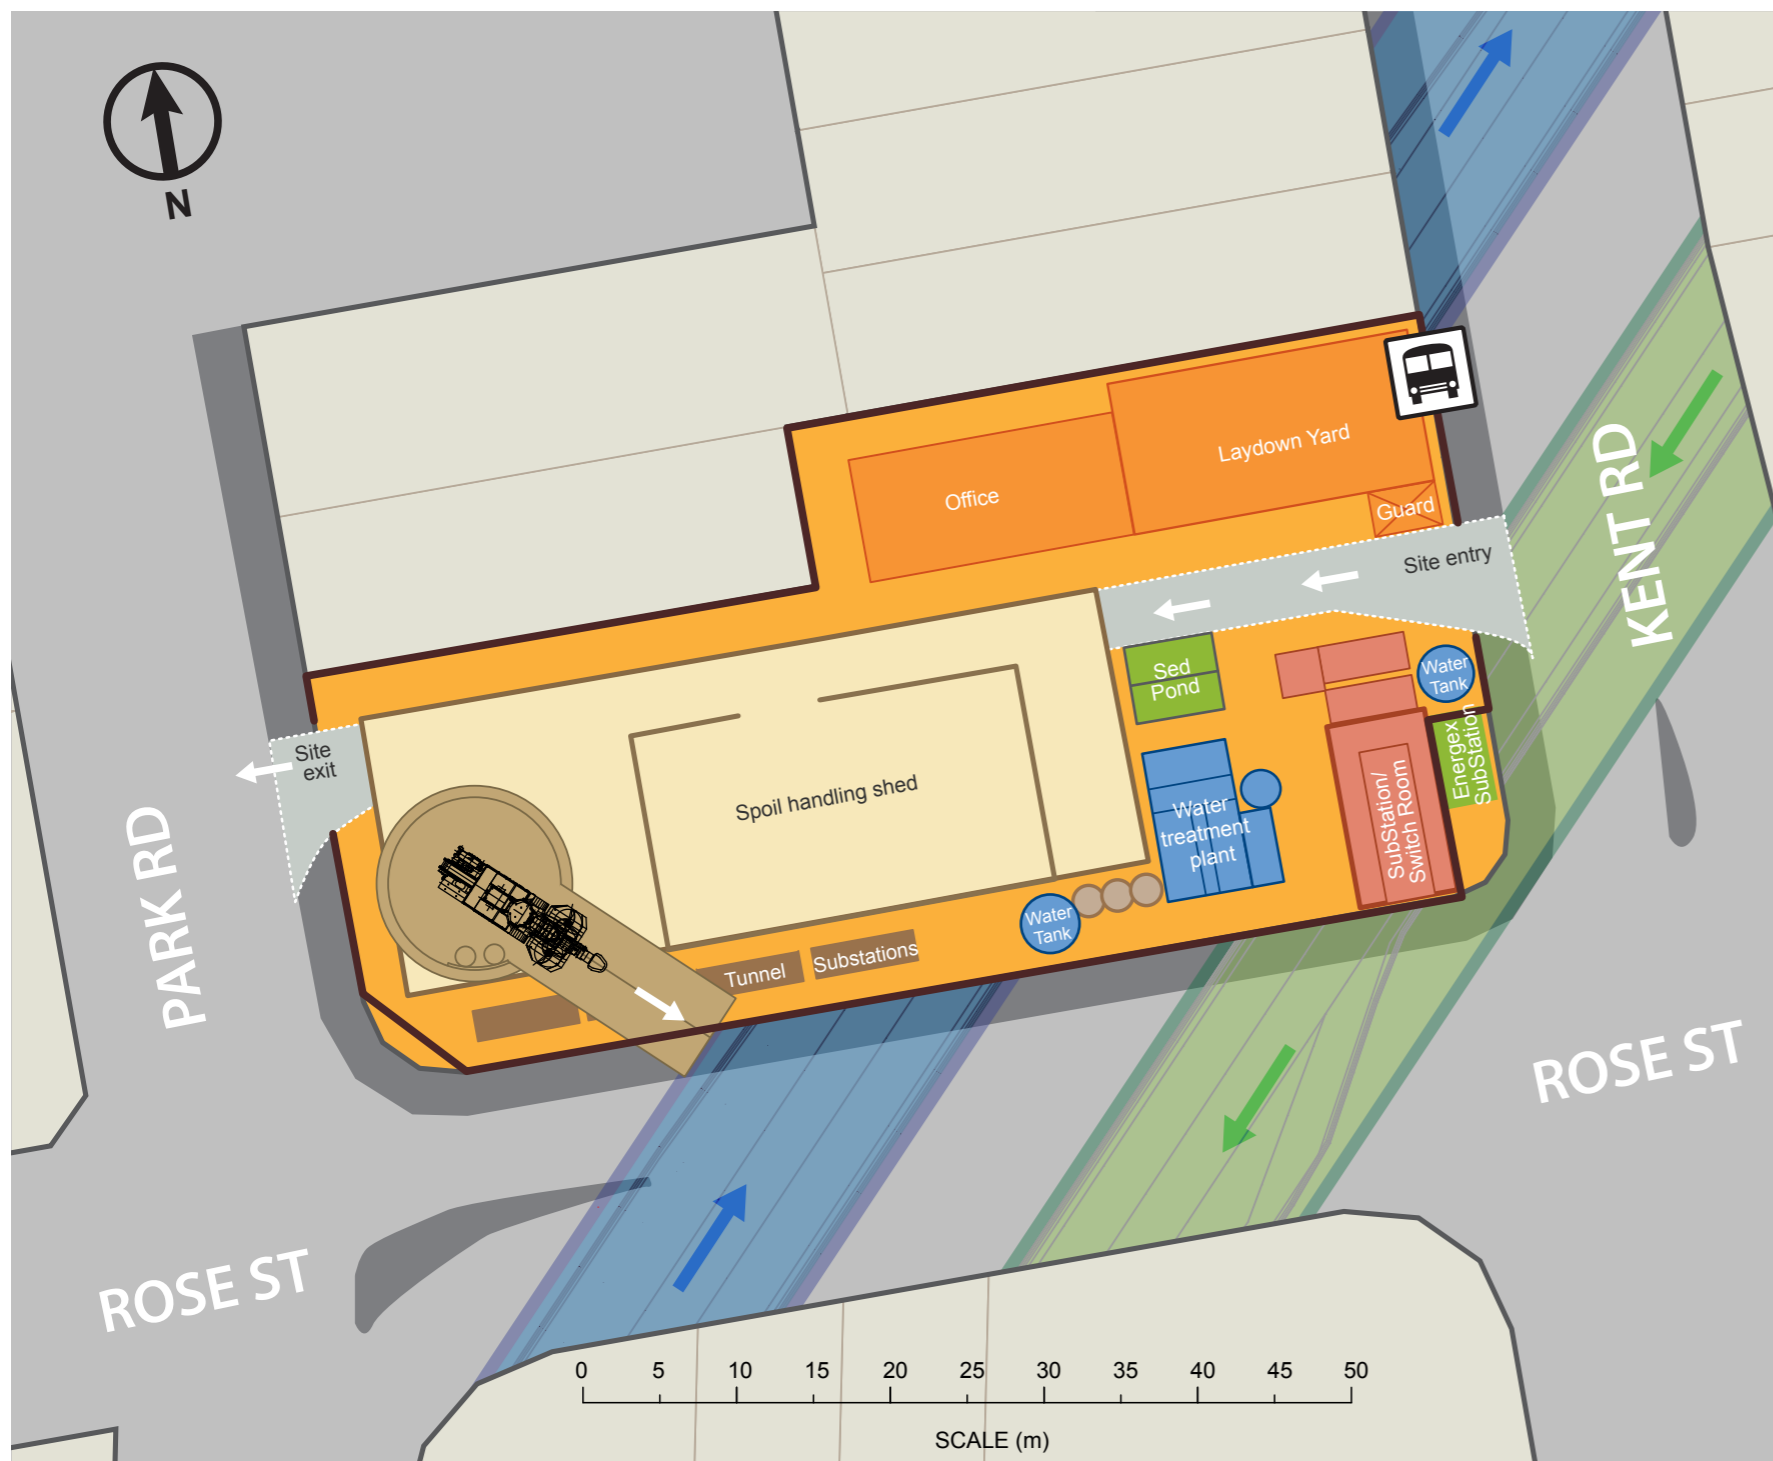 N
Office
Laydown Yard
Guard
Site entry
KENT RD
Sed
Pond
Water
Tank
Energex
SubStation
Site
exit
Spoil handling shed
Water
treatment
plant
SubStation/
Switch Room
PARK RD
Water
Tank
Tunnel
Substations
ROSE ST
ROSE ST
0 5 10 15 20 25 30 35 40 45 50
SCALE (m)